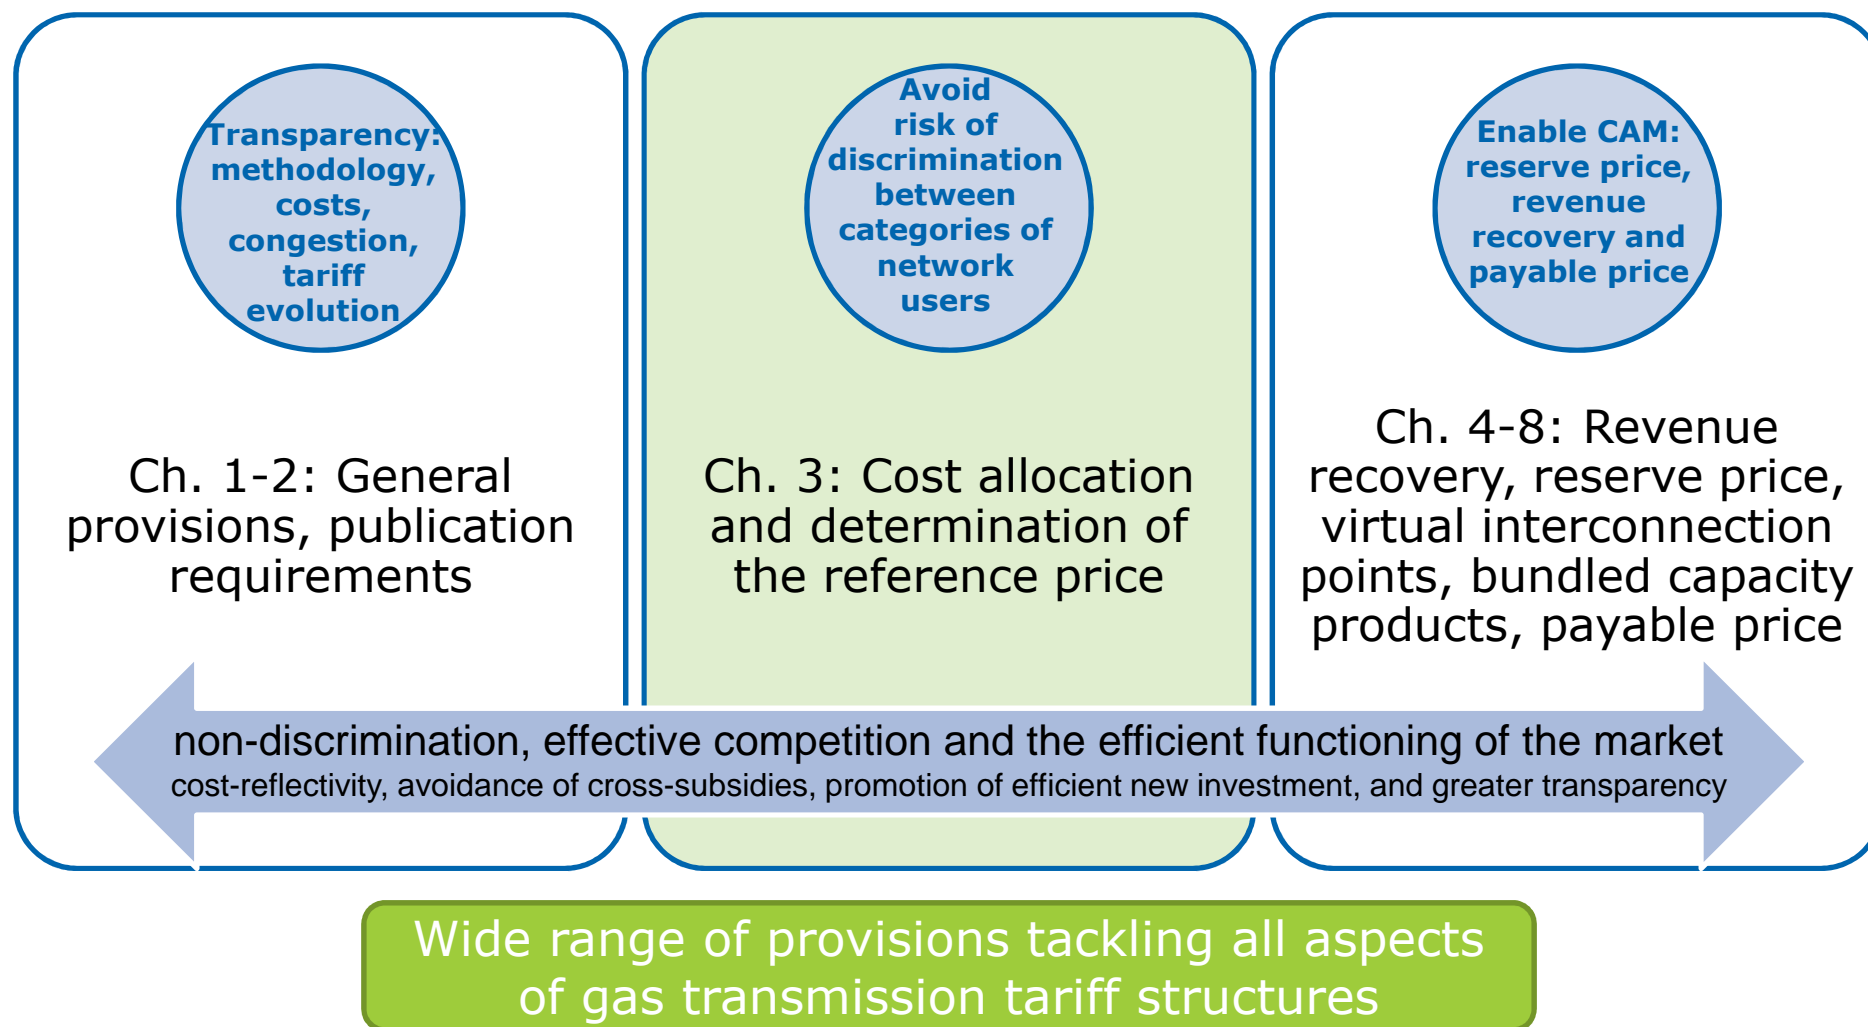 Transparency:
methodology,
costs,
congestion,
tariff
evolution
Ch. 1-2: General
provisions, publication
requirements
Avoid
risk of
discrimination
between
categories of
network
users
Ch. 3: Cost allocation
and determination of
the reference price
Enable CAM:
reserve price,
revenue
recovery and
payable price
Ch. 4-8: Revenue
recovery, reserve price,
virtual interconnection
points, bundled capacity
products, payable price
non-discrimination, effective competition and the efficient functioning of the market
cost-reflectivity, avoidance of cross-subsidies, promotion of efficient new investment, and greater transparency
Wide range of provisions tackling all aspects
of gas transmission tariff structures